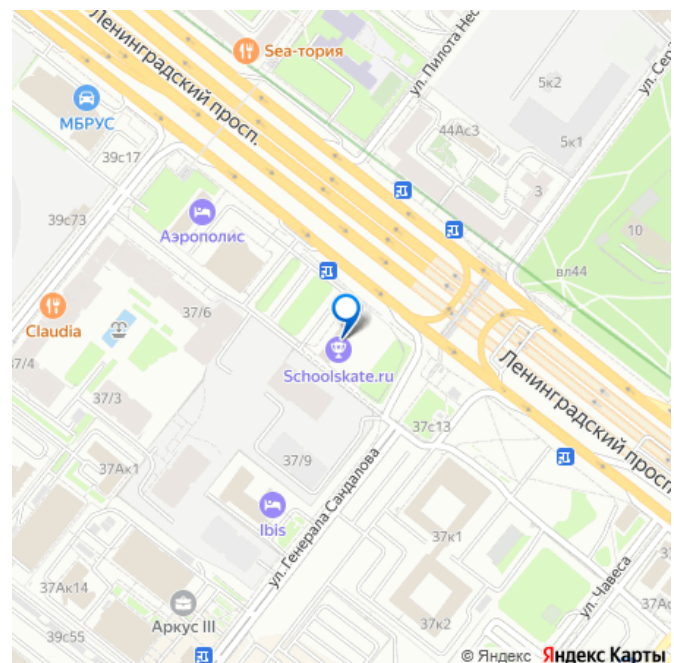 Ленинградский просп.
Sea-тория
ул. Пилота Нес
ул. Сера
5к2
МБРУС
44Ас3
5к1
39с17
3
39с73
Аэрополис
10
вл44
37/6
Claudia
37/4
Schoolskate.ru
Ленинградский просп.
37/3
37с13
37Ак1
37/9
ул. Генерала Сандалова
Ibis
37к1
ул. Чавеса
37Ак14
37Ас
Аркус III
37к2
39с55
© Яндекс Яндекс Карты